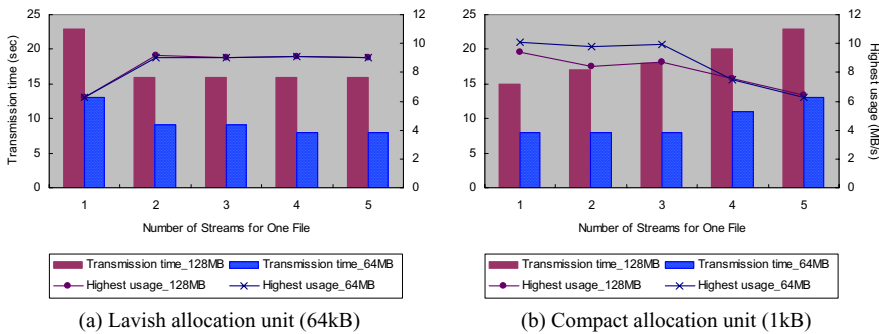 Transmission time (sec)
25
20
15
10
5
0
12
10
8
6
4
2
0
1 2 3 4 5
Number of Streams for One File
Transmission time_128MB Transmission time_64MB
Highest usage_128MB Highest usage_64MB
(a) Lavish allocation unit (64kB)
25
20
15
10
5
0
12
10
8
6
4
2
0
Highest usage (MB/s)
1 2 3 4 5
Number of Streams for One File
Transmission time_128MB Transmission time_64MB
Highest usage_128MB Highest usage_64MB
(b) Compact allocation unit (1kB)